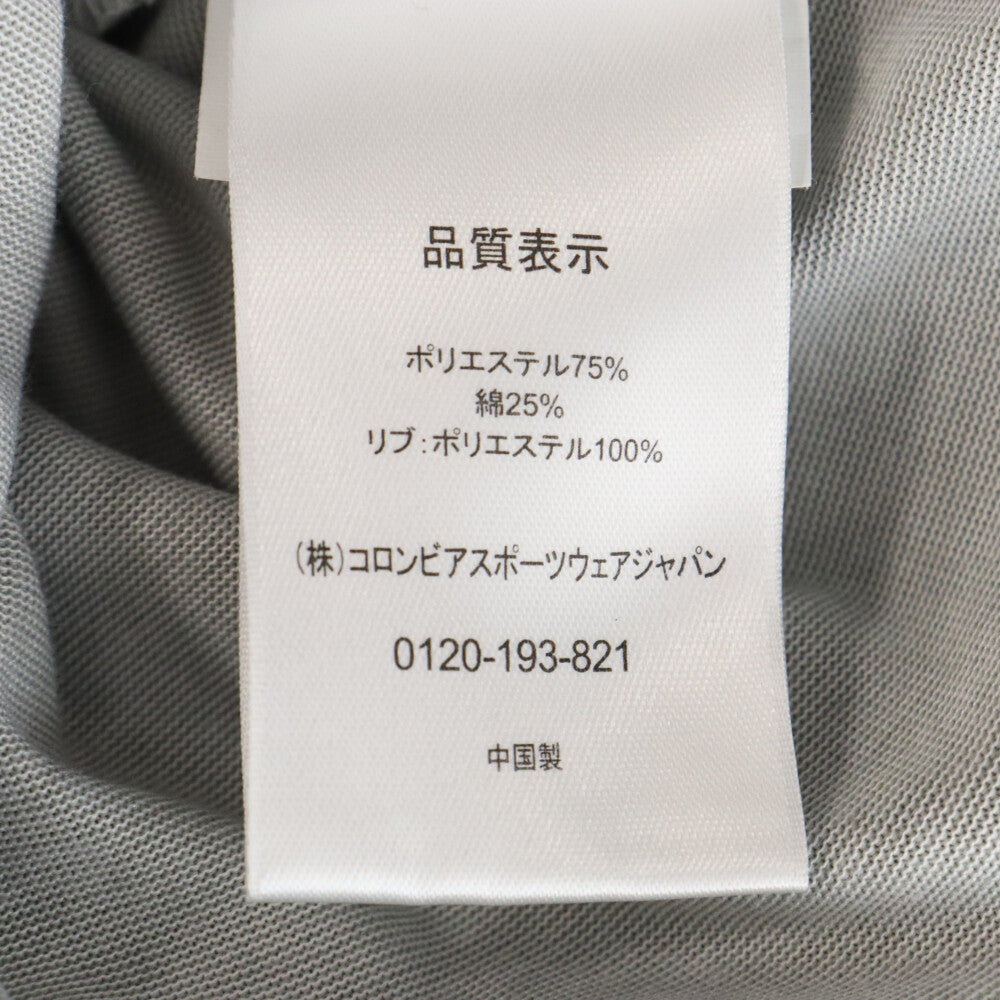 品質表示
ポリエステル75%
綿25%
リブ:ポリエステル100%
(株)コロンビアスポーツウェアジャパン
0120-193-821
中国製